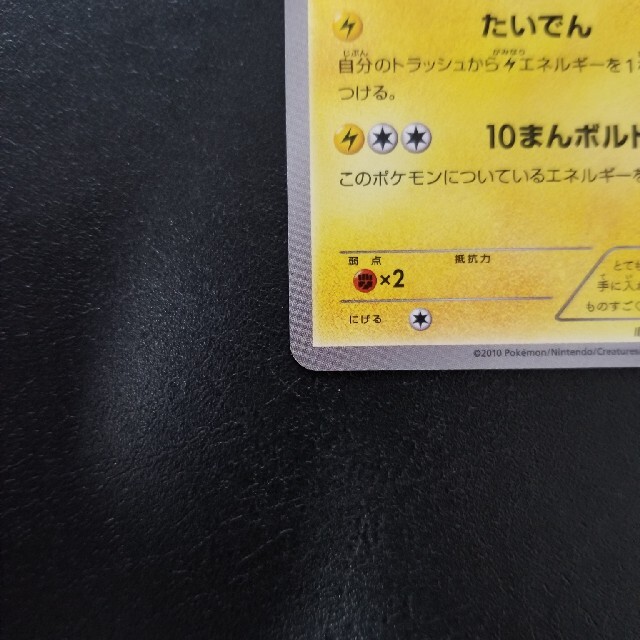 たいでん
じぶん
自分のトラッシュからエネルギーを1
つける。
10まんボルト
このポケモンについているエネルギーを
弱点 抵抗力
×2
とても
手に入
ものすご
にげる
©2010 Pokémon/Nintendo/Creatures